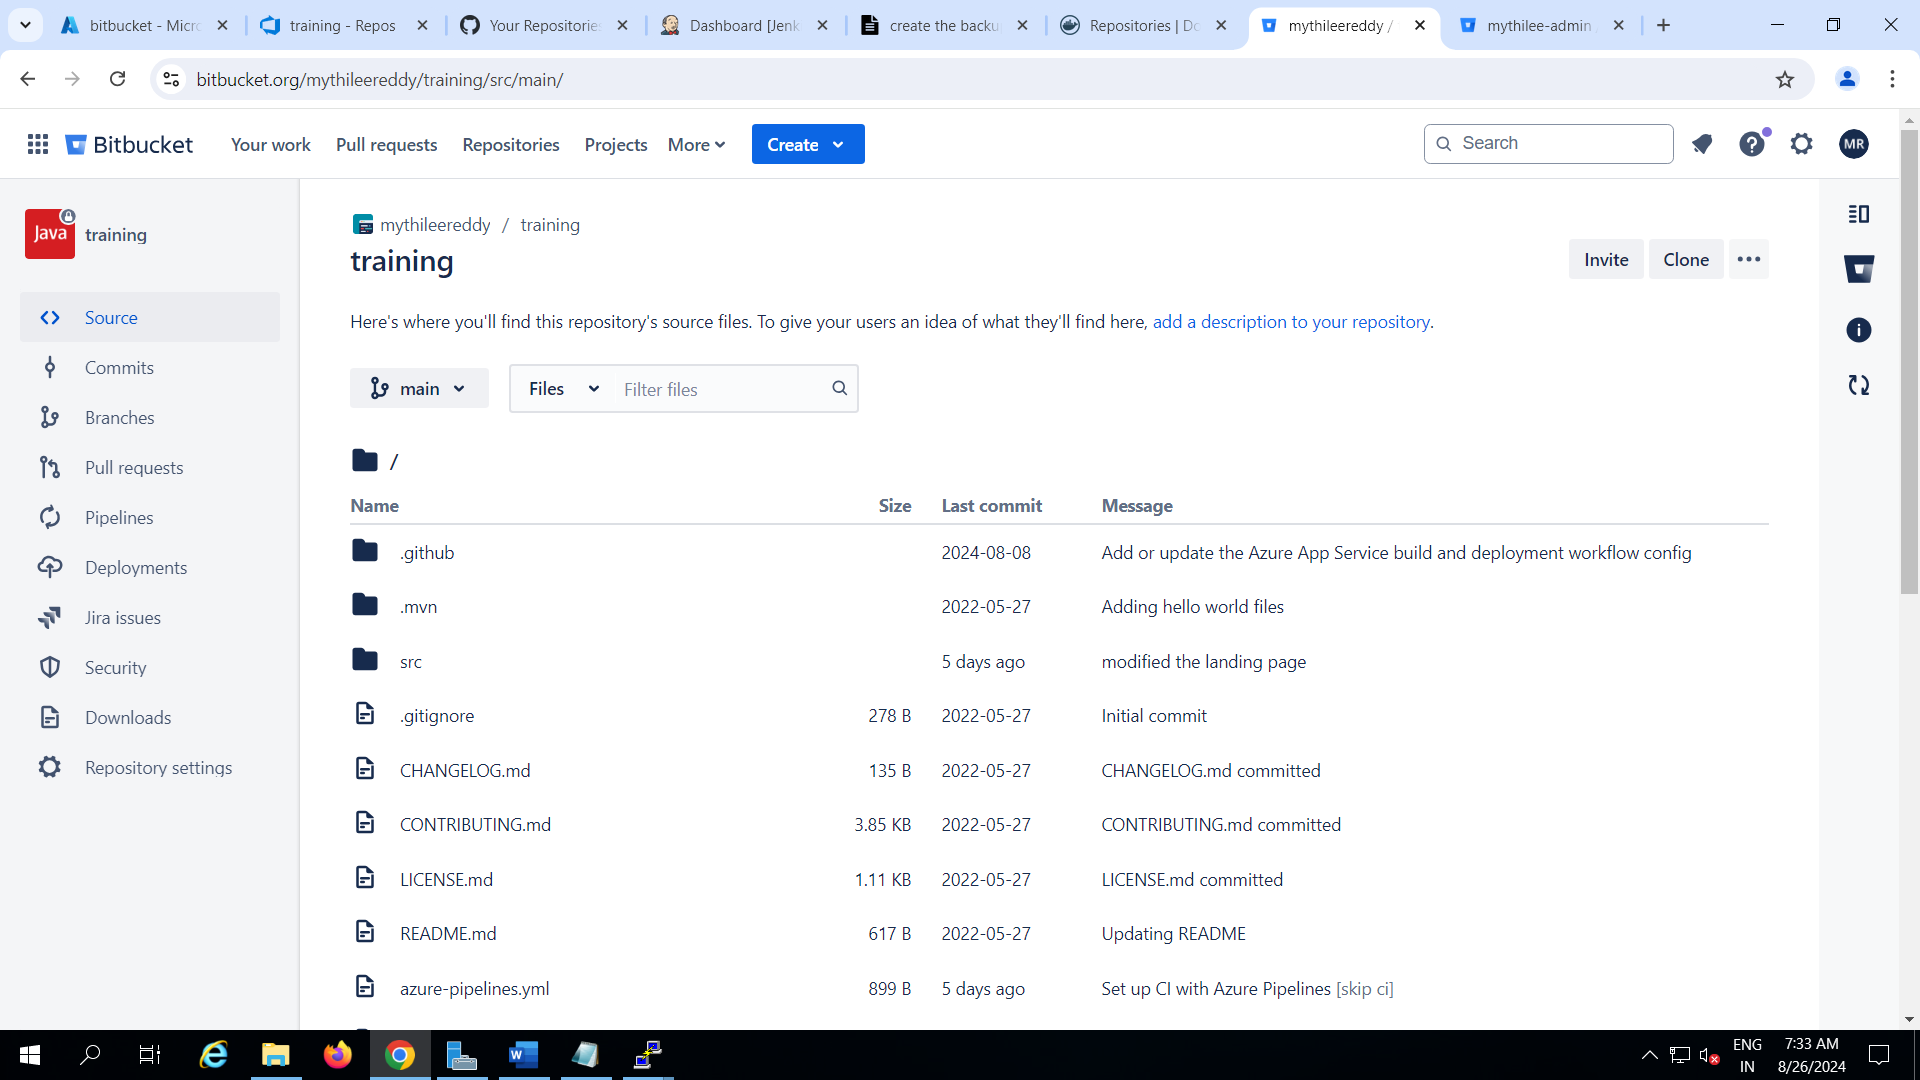 bitbucket - Micro
training - Repos
Your Repositories
Dashboard [Jenk
create the backu
Repositories | Do
mythileereddy /
mythilee-admin
bitbucket.org/mythileereddy/training/src/main/
Bitbucket
Your work
Pull requests
Repositories
Projects
More
Create
Search
MR
Java
training
Source
Commits
Branches
Pull requests
Pipelines
Deployments
Jira issues
Security
Downloads
Repository settings
mythileereddy / training
training
Invite
Clone
Here's where you'll find this repository's source files. To give your users an idea of what they'll find here, add a description to your repository.
main
Files
Filter files
/
Name Size Last commit Message
.github 2024-08-08 Add or update the Azure App Service build and deployment workflow config
.mvn 2022-05-27 Adding hello world files
src 5 days ago modified the landing page
.gitignore 278 B 2022-05-27 Initial commit
CHANGELOG.md 135 B 2022-05-27 CHANGELOG.md committed
CONTRIBUTING.md 3.85 KB 2022-05-27 CONTRIBUTING.md committed
LICENSE.md 1.11 KB 2022-05-27 LICENSE.md committed
README.md 617 B 2022-05-27 Updating README
azure-pipelines.yml 899 B 5 days ago Set up CI with Azure Pipelines [skip ci]
ENG
IN
7:33 AM
8/26/2024